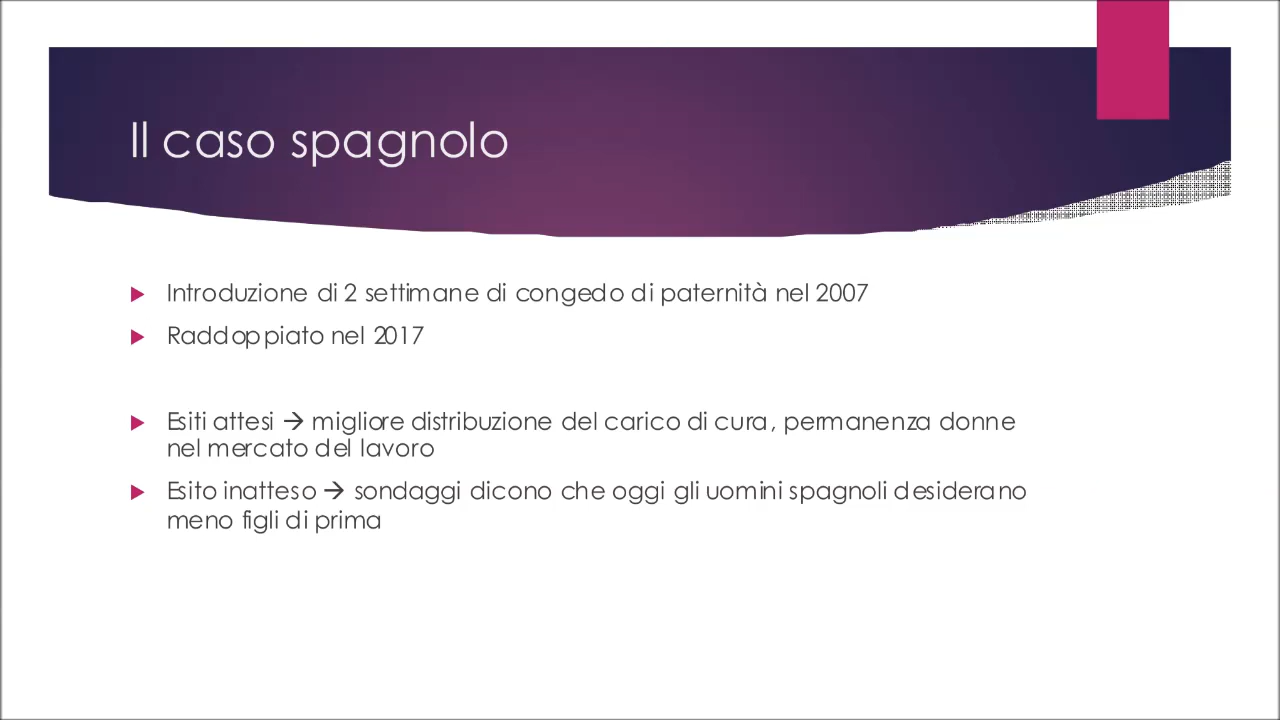 Il caso spagnolo
Introduzione di 2 settimane di congedo di paternità nel 2007
Raddoppiato nel 2017
Esiti attesi → migliore distribuzione del carico di cura, permanenza donne
nel mercato del lavoro
Esito inatteso → sondaggi dicono che oggi gli uomini spagnoli desiderano
meno figli di prima